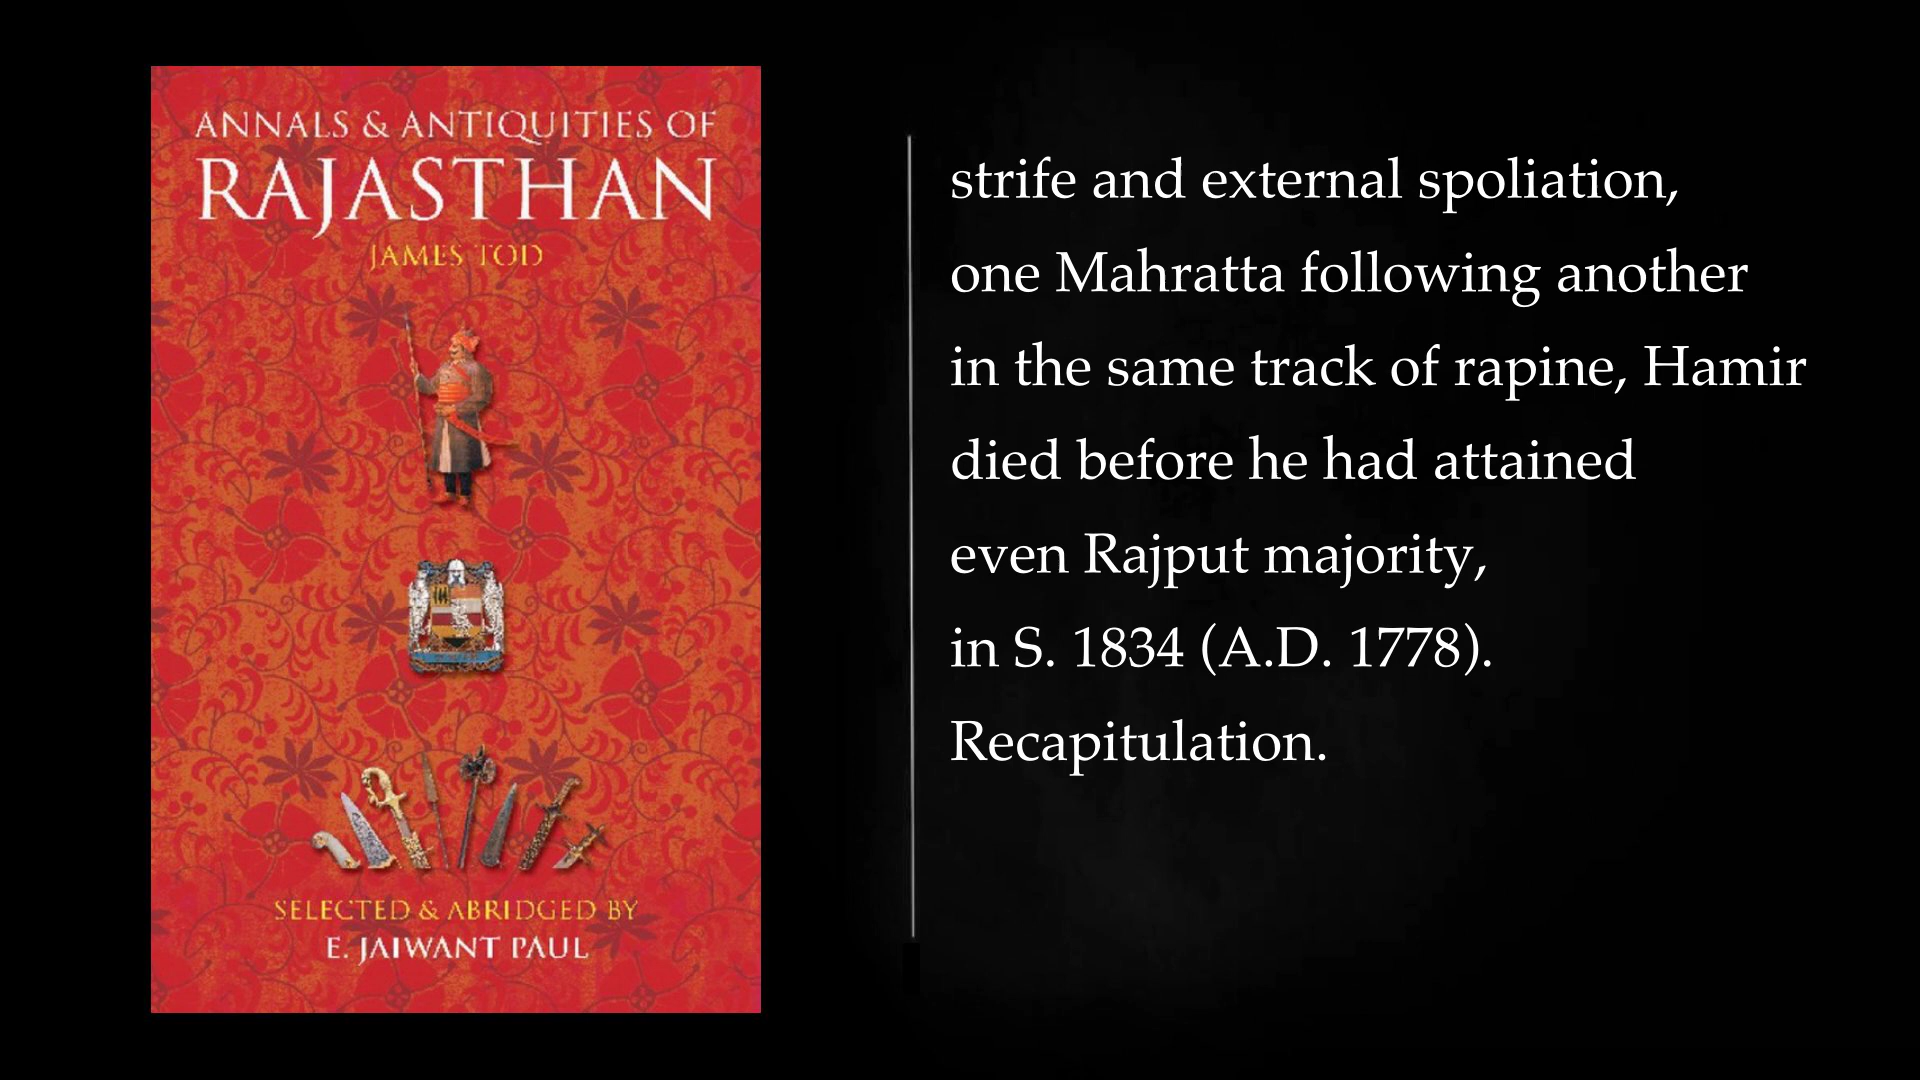 ANNALS & ANTIQUITIES OF
RAJASTHAN
JAMES TOD
SELECTED & ABRIDGED BY
E. JAIWANT PAUL
strife and external spoliation,
one Mahratta following another
in the same track of rapine, Hamir
died before he had attained
even Rajput majority,
in S. 1834 (A.D. 1778).
Recapitulation.